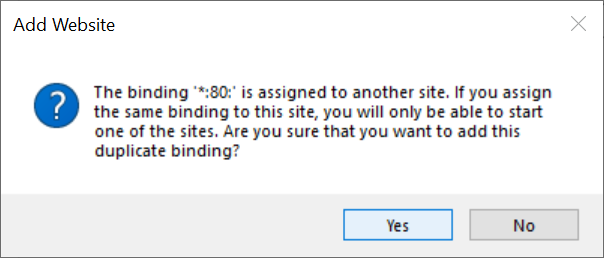 Add Website
The binding '*:80:' is assigned to another site. If you assign
the same binding to this site, you will only be able to start
one of the sites. Are you sure that you want to add this
duplicate binding?
Yes
No